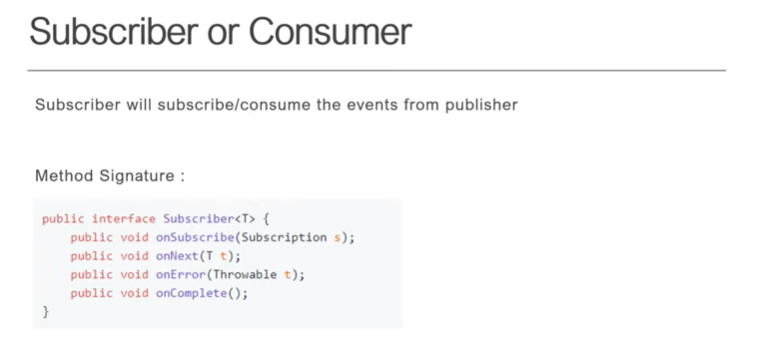 Subscriber or Consumer
Subscriber will subscribe/consume the events from publisher
Method Signature :
public interface Subscriber<T> {
    public void onSubscribe(Subscription s);
    public void onNext(T t);
    public void onError(Throwable t);
    public void onComplete();
}